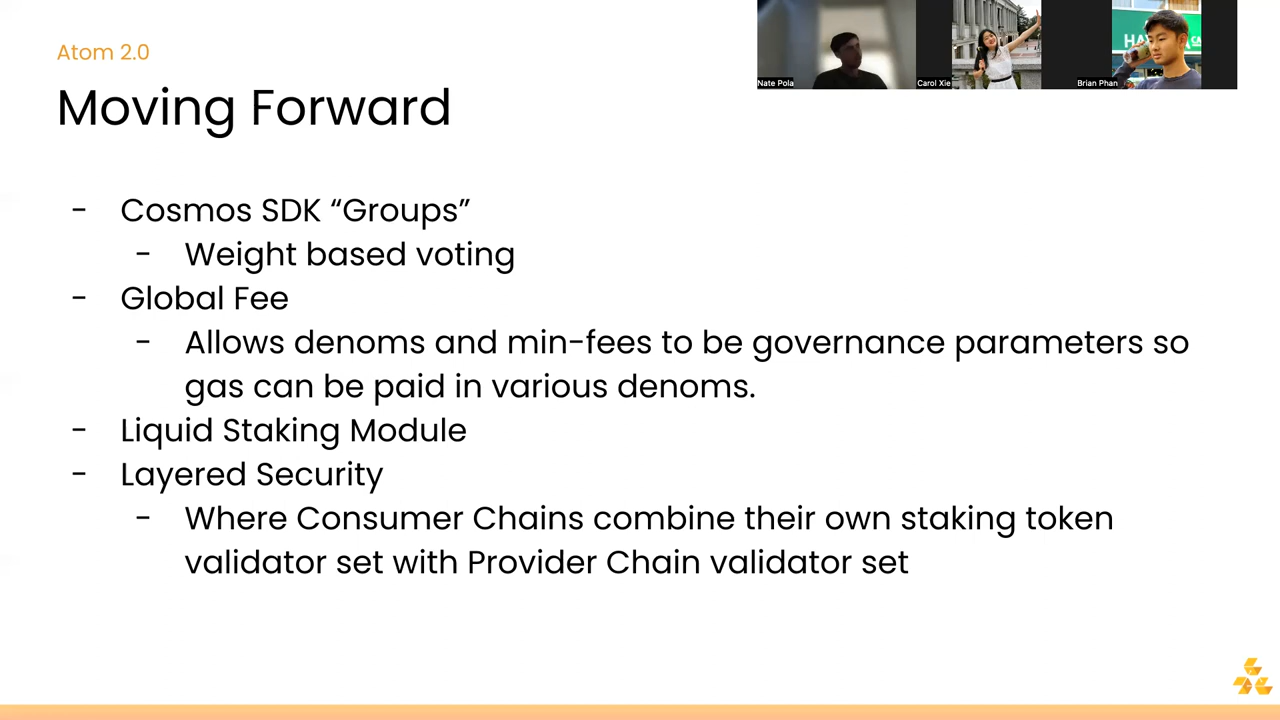 Atom 2.0
Moving Forward
- Cosmos SDK “Groups”
- Weight based voting
- Global Fee
- Allows denoms and min-fees to be governance parameters so
gas can be paid in various denoms.
- Liquid Staking Module
- Layered Security
- Where Consumer Chains combine their own staking token
validator set with Provider Chain validator set
Nate Pola
Carol Xie
Brian Phan